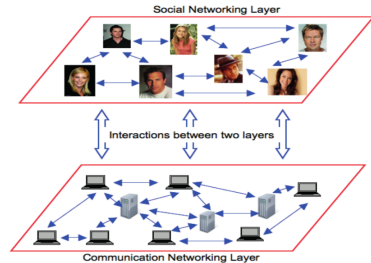 Social Networking Layer
Interactions between two layers
Communication Networking Layer